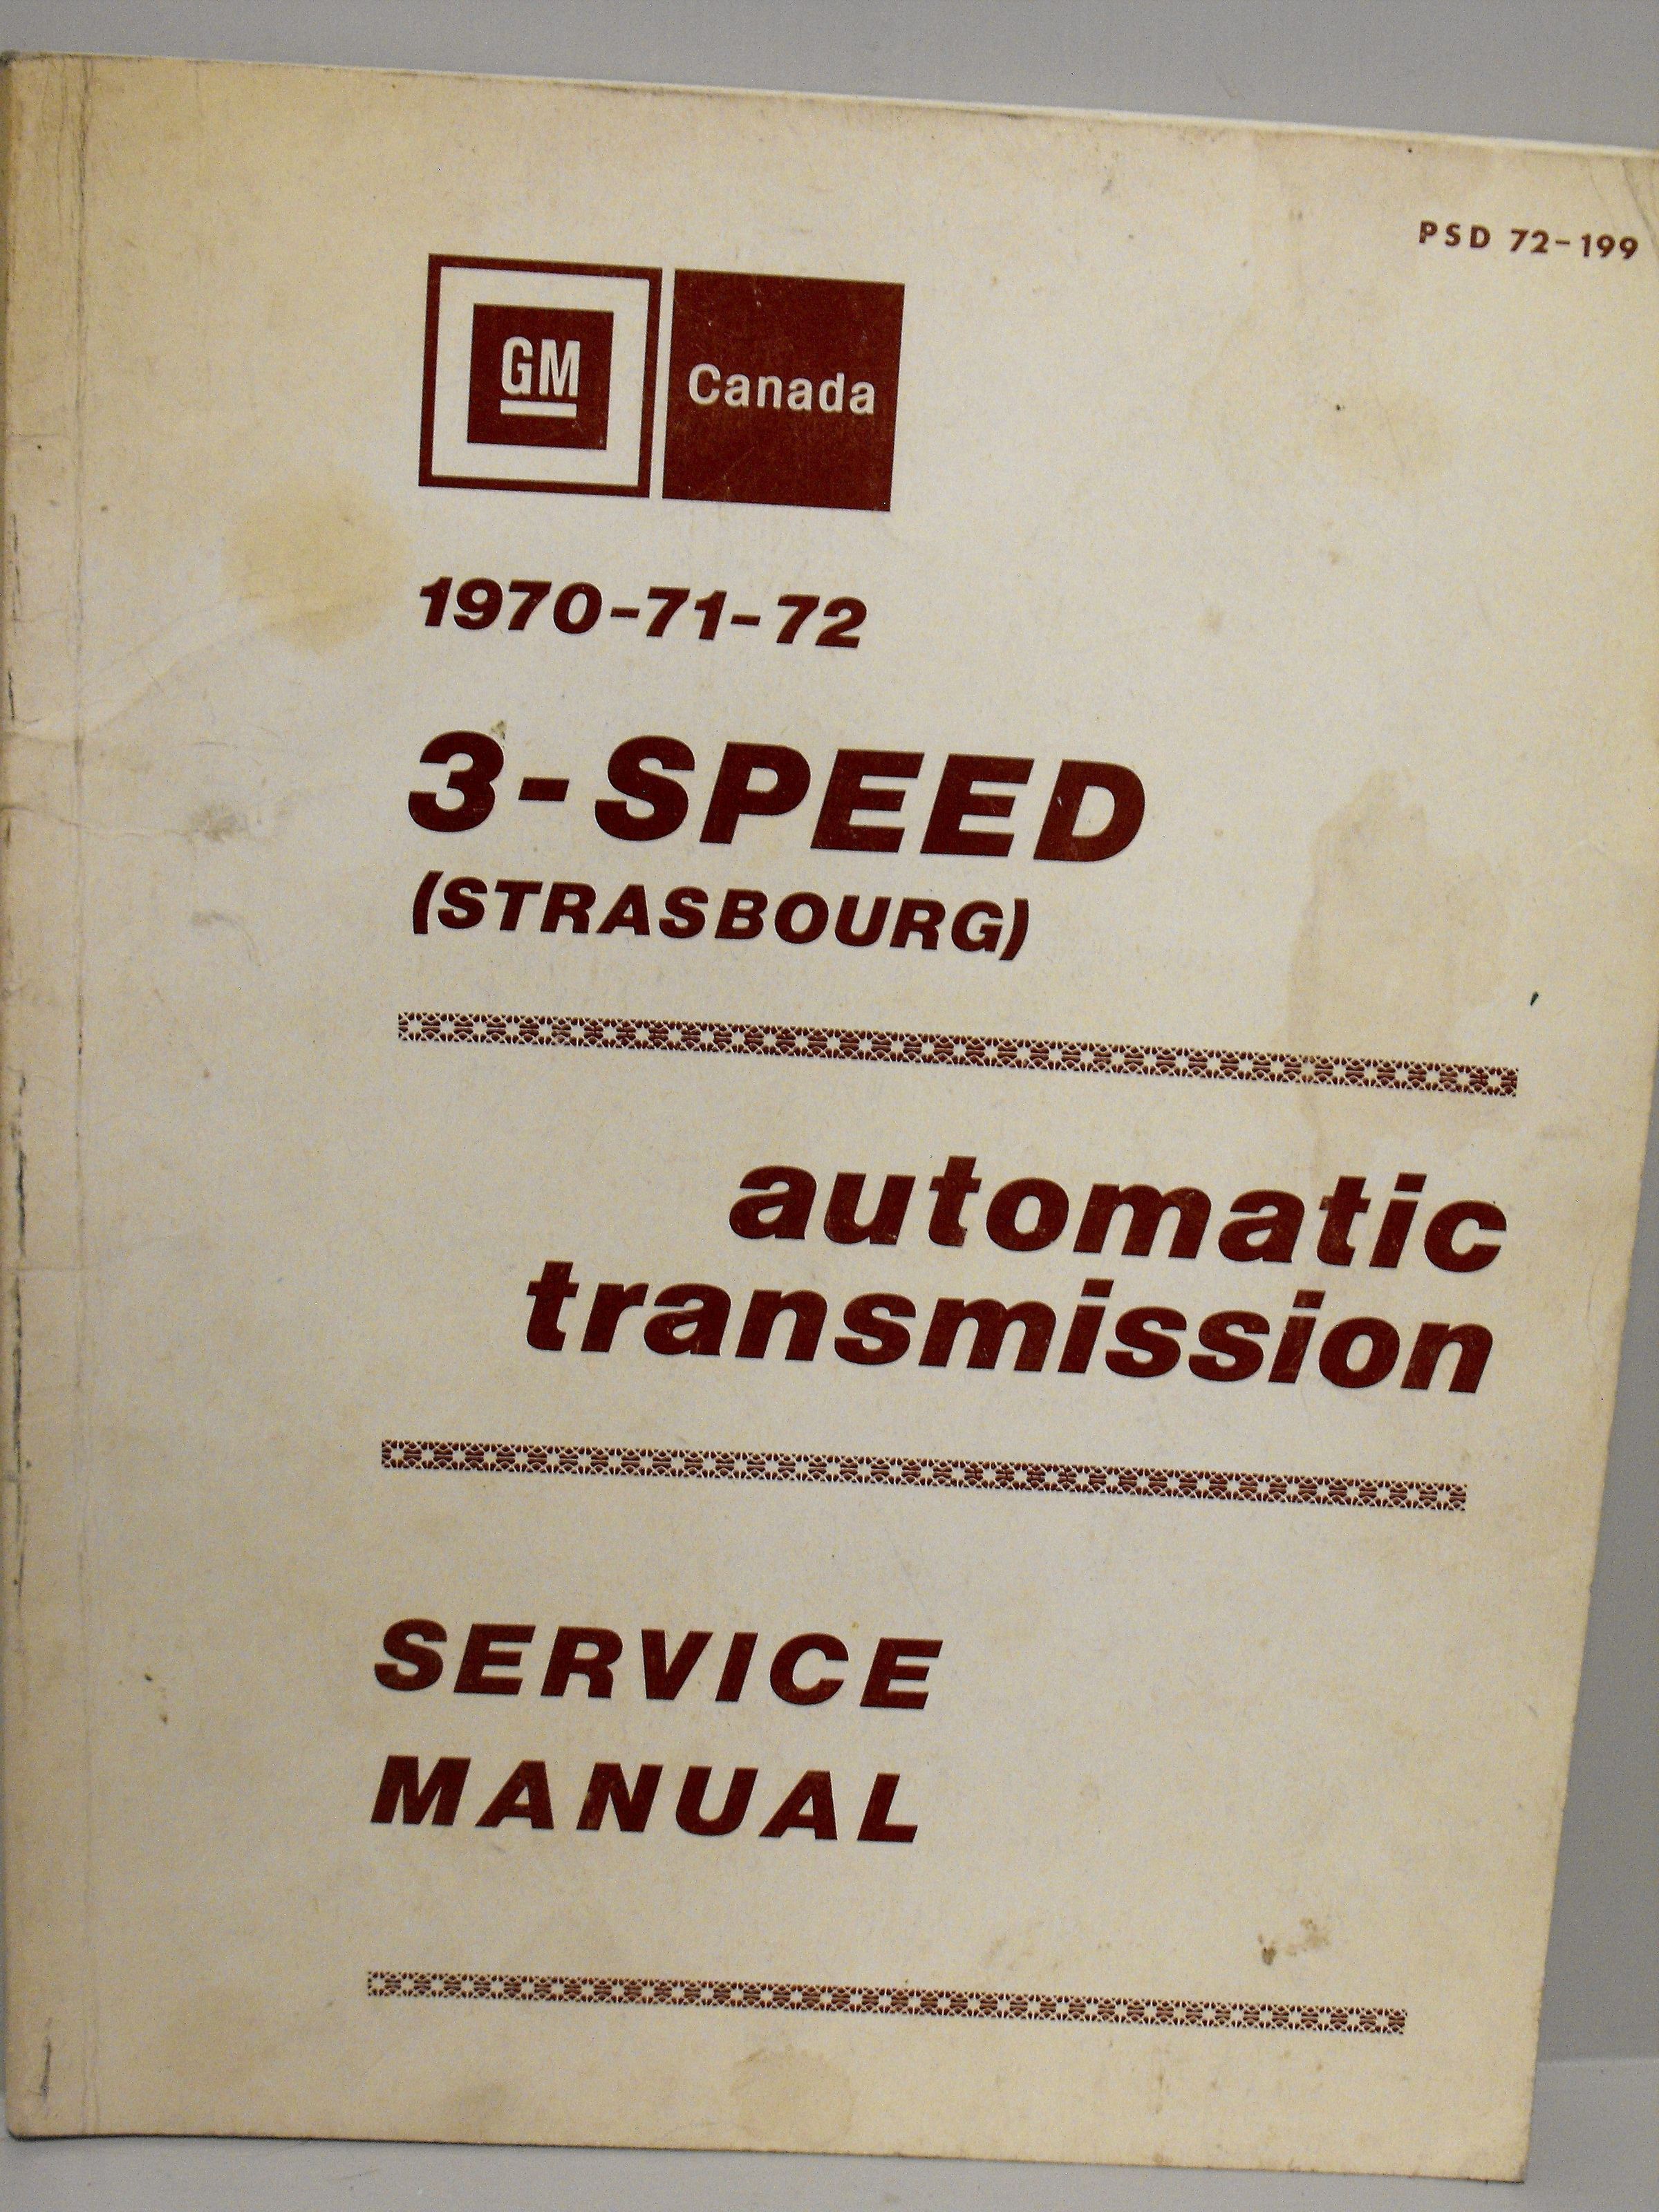 PSD 72-199
GM Canada
1970-71-72
3-SPEED
(STRASBOURG)
automatic
transmission
SERVICE
MANUAL